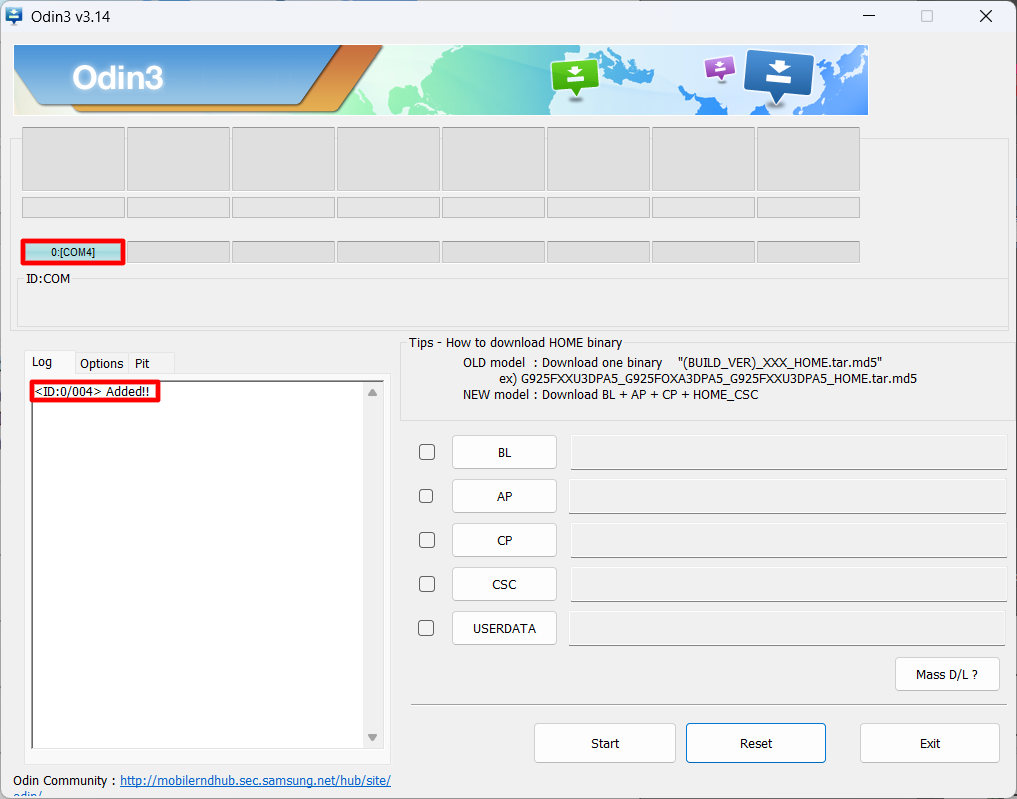 Odin3 v3.14
Odin3
0:[COM4]
ID:COM
Log
Options
Pit
<ID:0/004> Added!!
Tips - How to download HOME binary
OLD model : Download one binary "(BUILD_VER)_XXX_HOME.tar.md5"
ex) G925FXXU3DPA5_G925FOXA3DPA5_G925FXXU3DPA5_HOME.tar.md5
NEW model : Download BL + AP + CP + HOME_CSC
BL
AP
CP
CSC
USERDATA
Mass D/L ?
Start
Reset
Exit
Odin Community : http://mobilerndhub.sec.samsung.net/hub/site/
odin/